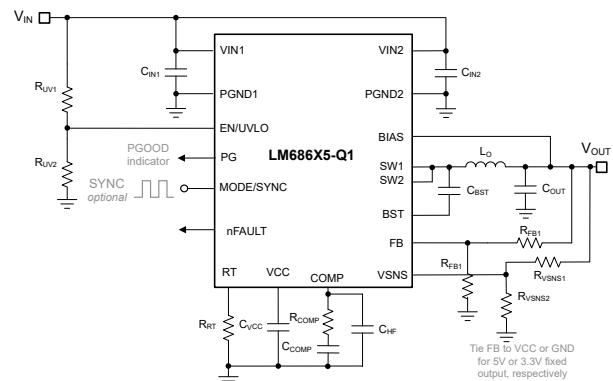 VIN
VIN1
VIN2
CIN1
CIN2
PGND1
PGND2
RUV1
EN/UVLO
BIAS
PGOOD
indicator
PG
LM686X5-Q1
SW1
SW2
LO
VOUT
RUV2
SYNC
optional
MODE/SYNC
CBST
COUT
BST
nFAULT
FB
RFB1
RT
VCC
COMP
VSNS
RFB1
RVSNS1
RVSNS2
RRT
CVCC
RCOMP
CCOMP
CHF
Tie FB to VCC or GND
for 5V or 3.3V fixed
output, respectively